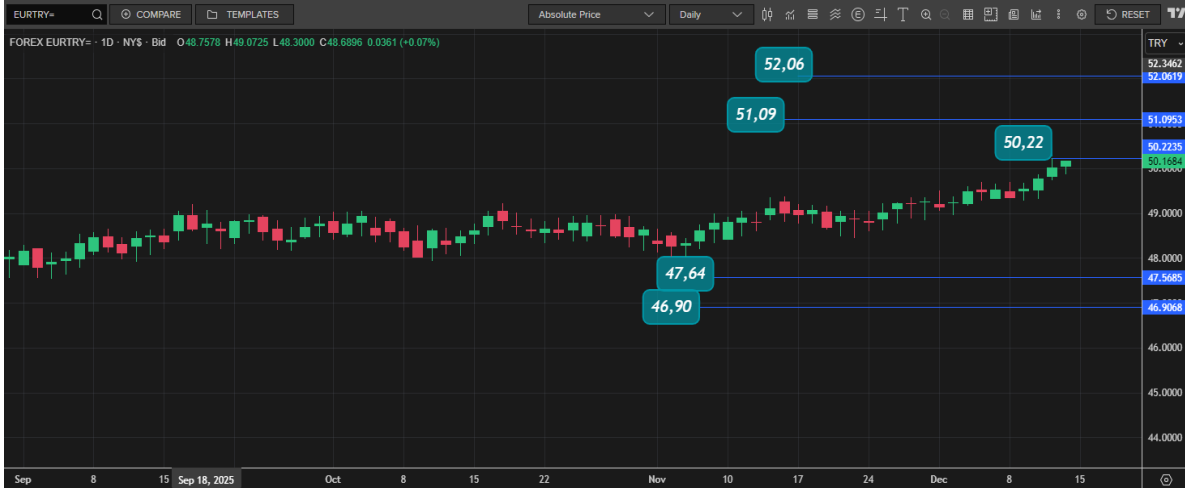 EURTRY=
COMPARE
TEMPLATES
Absolute Price
Daily
E
T
RESET
FOREX EURTRY= · 1D · NY$ · Bid O48.7578 H49.0725 L48.3000 C48.6896 0.0361 (+0.07%)
TRY
52.3462
52.0619
51.0953
50.2235
50.1684
50.0000
49.0000
48.0000
47.5685
46.9068
46.0000
45.0000
44.0000
52,06
51,09
50,22
47,64
46,90
Sep 8 15 Sep 18, 2025 Oct 8 15 22 Nov 10 17 24 Dec 8 15